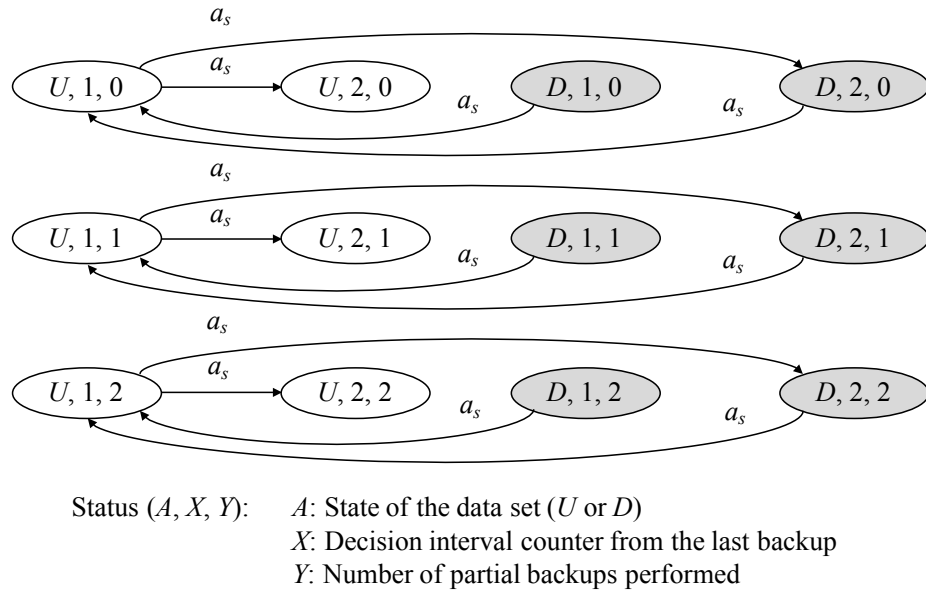 a_s
a_s
U, 1, 0 U, 2, 0 D, 1, 0 D, 2, 0
a_s a_s
a_s
a_s
U, 1, 1 U, 2, 1 D, 1, 1 D, 2, 1
a_s a_s
a_s
a_s
U, 1, 2 U, 2, 2 D, 1, 2 D, 2, 2
a_s a_s
Status (A, X, Y): A: State of the data set (U or D)
X: Decision interval counter from the last backup
Y: Number of partial backups performed